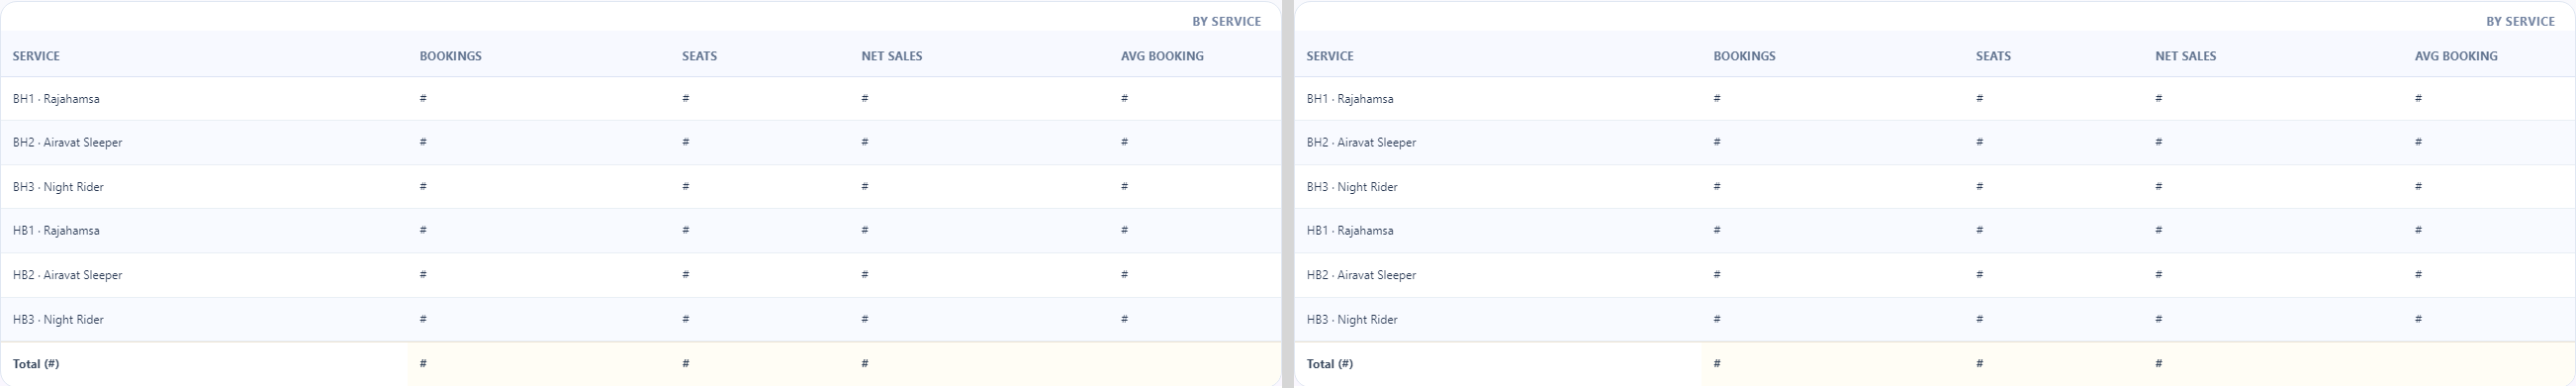 BY SERVICE
SERVICE BOOKINGS SEATS NET SALES AVG BOOKING
BH1 · Rajahamsa # # # #
BH2 · Airavat Sleeper # # # #
BH3 · Night Rider # # # #
HB1 · Rajahamsa # # # #
HB2 · Airavat Sleeper # # # #
HB3 · Night Rider # # # #
Total (#) # # #
BY SERVICE
SERVICE BOOKINGS SEATS NET SALES AVG BOOKING
BH1 · Rajahamsa # # # #
BH2 · Airavat Sleeper # # # #
BH3 · Night Rider # # # #
HB1 · Rajahamsa # # # #
HB2 · Airavat Sleeper # # # #
HB3 · Night Rider # # # #
Total (#) # # #